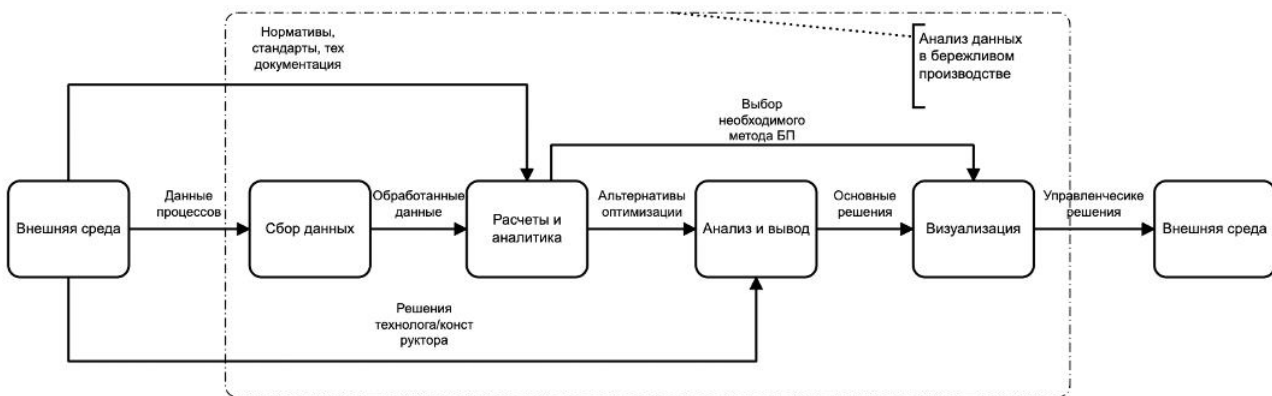 Нормативы,
стандарты, тех
документация
Анализ данных
в бережливом
производстве
Выбор
необходимого
метода БП
Внешняя среда
Данные
процессов
Сбор данных
Обработанные
данные
Расчеты и
аналитика
Альтернативы
оптимизации
Анализ и вывод
Основные
решения
Визуализация
Управленчеcкие
решения
Внешняя среда
Решения
технолога/конст
руктора